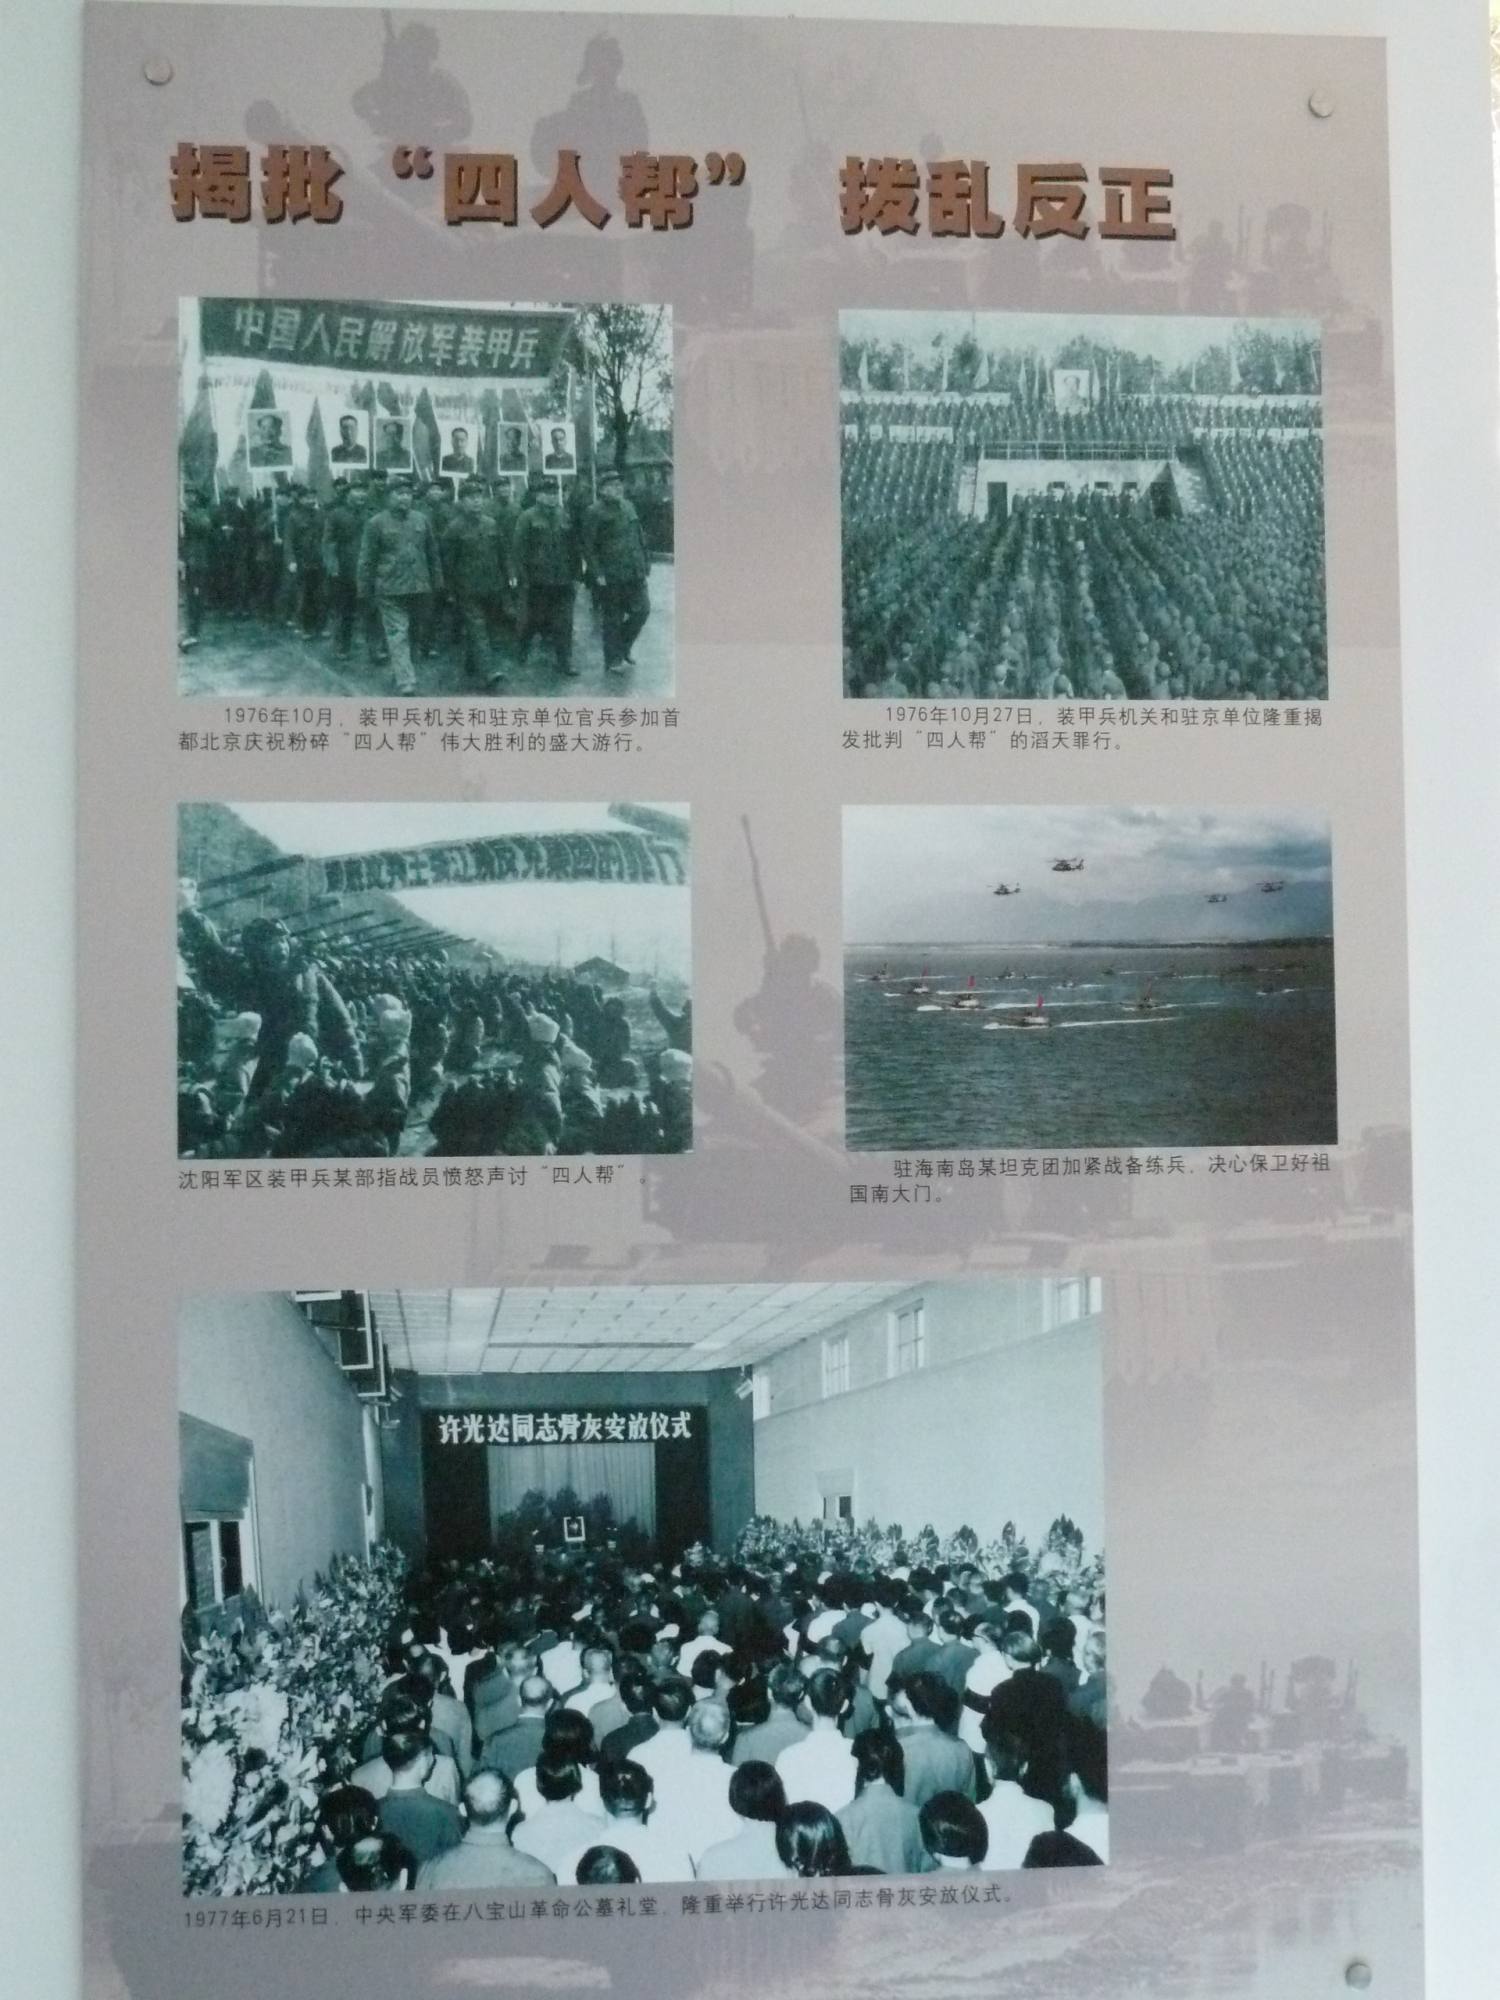 揭批“四人帮” 拨乱反正
中国人民解放军装甲兵
1976年10月，装甲兵机关和驻京单位官兵参加首
都北京庆祝粉碎“四人帮”伟大胜利的盛大游行。
1976年10月27日，装甲兵机关和驻京单位隆重揭
发批判“四人帮”的滔天罪行。
反党集团的罪行
沈阳军区装甲兵某部指战员愤怒声讨“四人帮”。
驻海南岛某坦克团加紧战备练兵，决心保卫好祖
国南大门。
许光达同志骨灰安放仪式
1977年6月21日，中央军委在八宝山革命公墓礼堂，隆重举行许光达同志骨灰安放仪式。